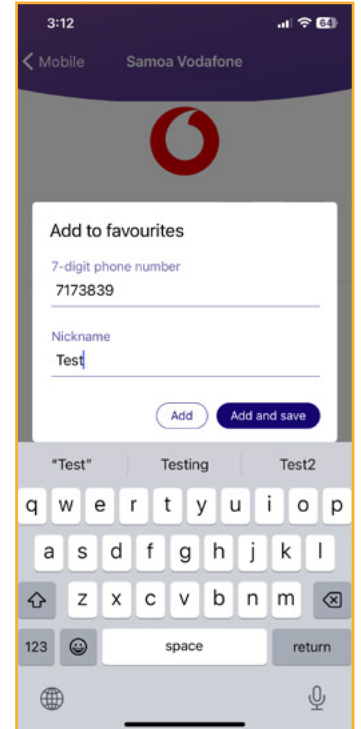 3:12
64
Mobile Samoa Vodafone
Add to favourites
7-digit phone number
7173839
Nickname
Test
Add Add and save
"Test" Testing Test2
q w e r t y u i o p
a s d f g h j k l
z x c v b n m
123 space return